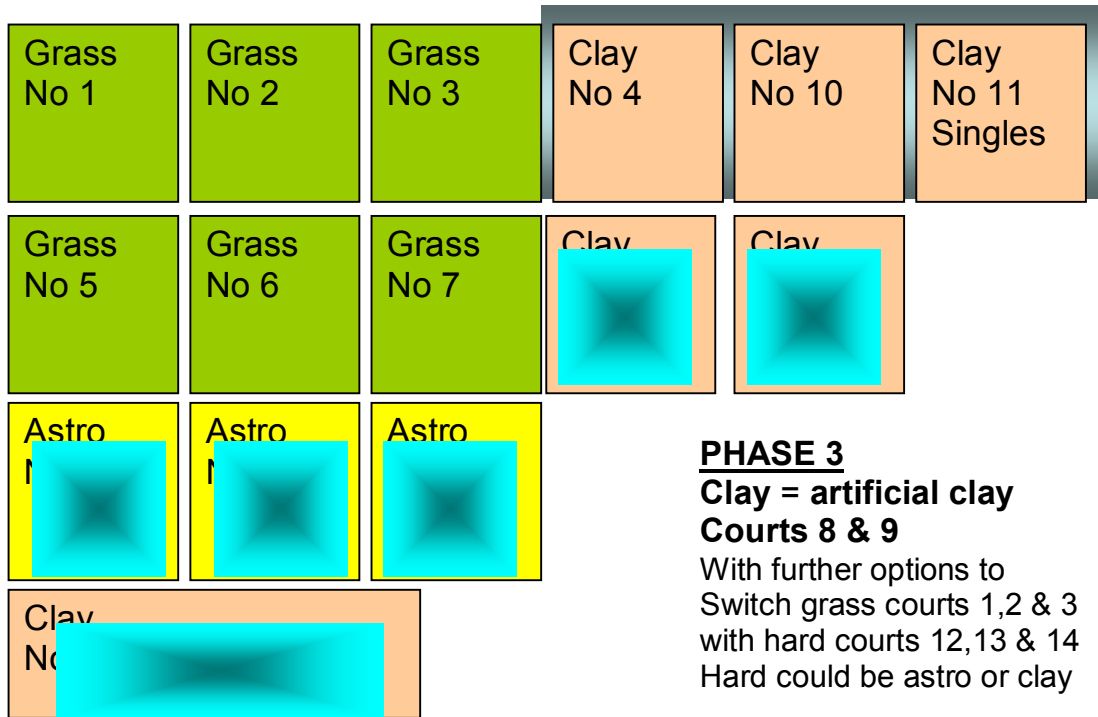 Grass
No 1
Grass
No 2
Grass
No 3
Clay
No 4
Clay
No 10
Clay
No 11
Singles
Grass
No 5
Grass
No 6
Grass
No 7
Clay
Clay
Astro
Astro
Astro
Clay
PHASE 3
Clay = artificial clay
Courts 8 & 9
With further options to
Switch grass courts 1,2 & 3
with hard courts 12,13 & 14
Hard could be astro or clay